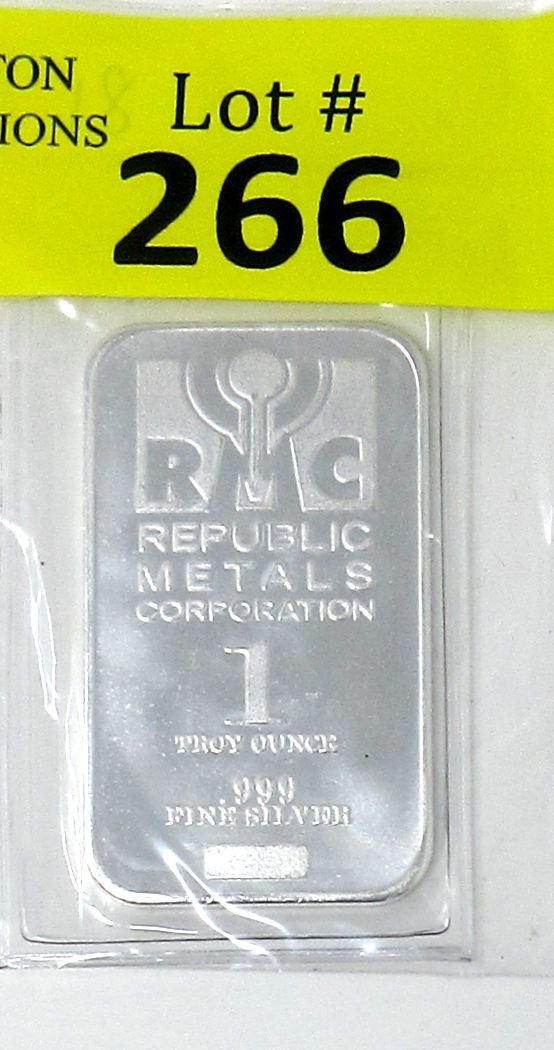 TON
IONS
Lot #
266
RMC
REPUBLIC
METALS
CORPORATION
1
TROY OUNCE
.999
FINE SILVER